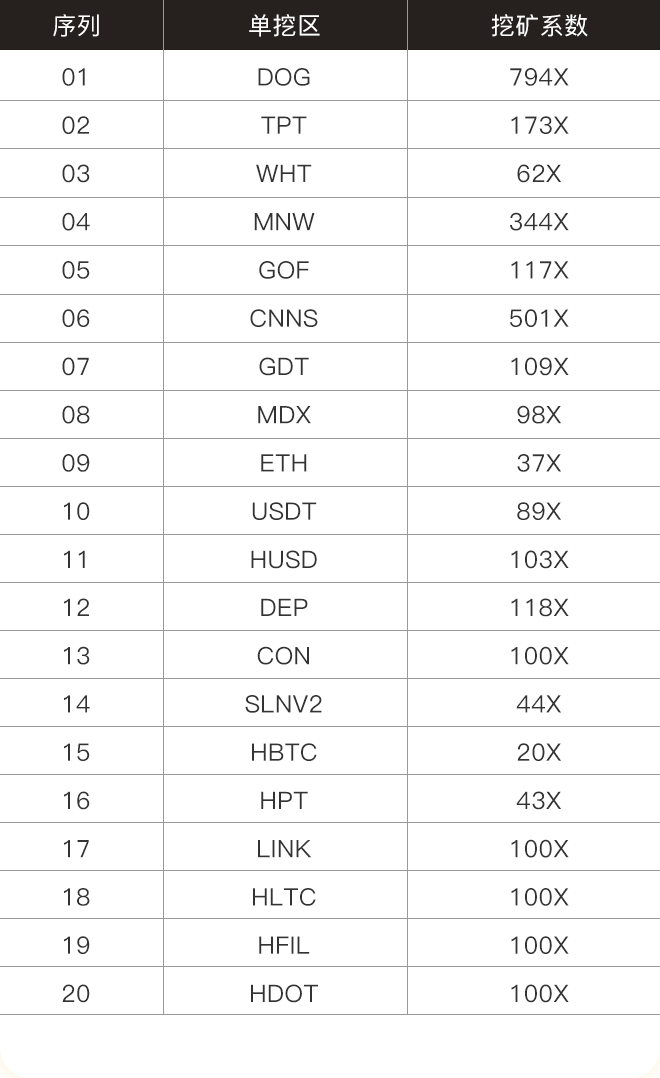 序列 单挖区 挖矿系数
01 DOG 794X
02 TPT 173X
03 WHT 62X
04 MNW 344X
05 GOF 117X
06 CNNS 501X
07 GDT 109X
08 MDX 98X
09 ETH 37X
10 USDT 89X
11 HUSD 103X
12 DEP 118X
13 CON 100X
14 SLNV2 44X
15 HBTC 20X
16 HPT 43X
17 LINK 100X
18 HLTC 100X
19 HFIL 100X
20 HDOT 100X